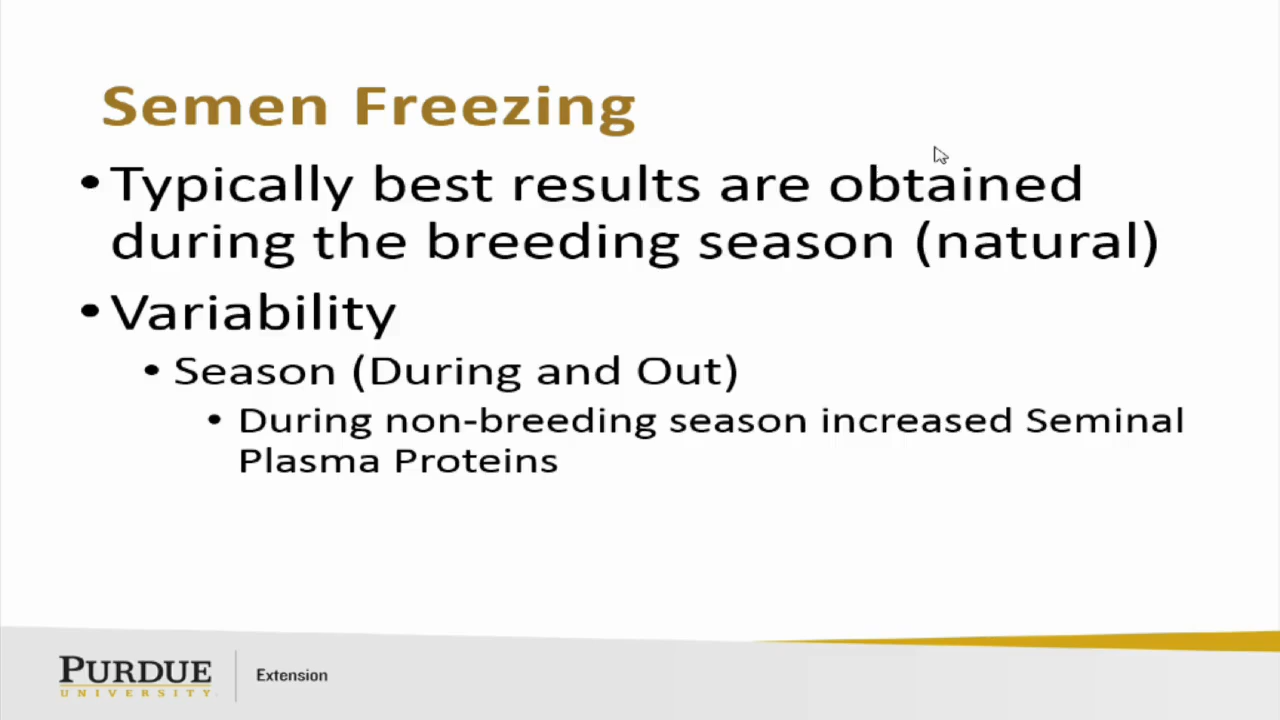 Semen Freezing
• Typically best results are obtained
during the breeding season (natural)
• Variability
• Season (During and Out)
• During non-breeding season increased Seminal
Plasma Proteins
PURDUE
UNIVERSITY
Extension